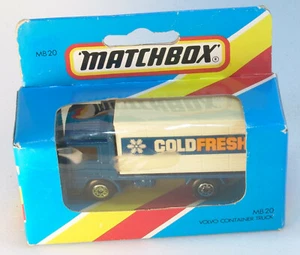 MB 20
MATCHBOX®
COLDFRESH
MB 20
VOLVO CONTAINER TRUCK